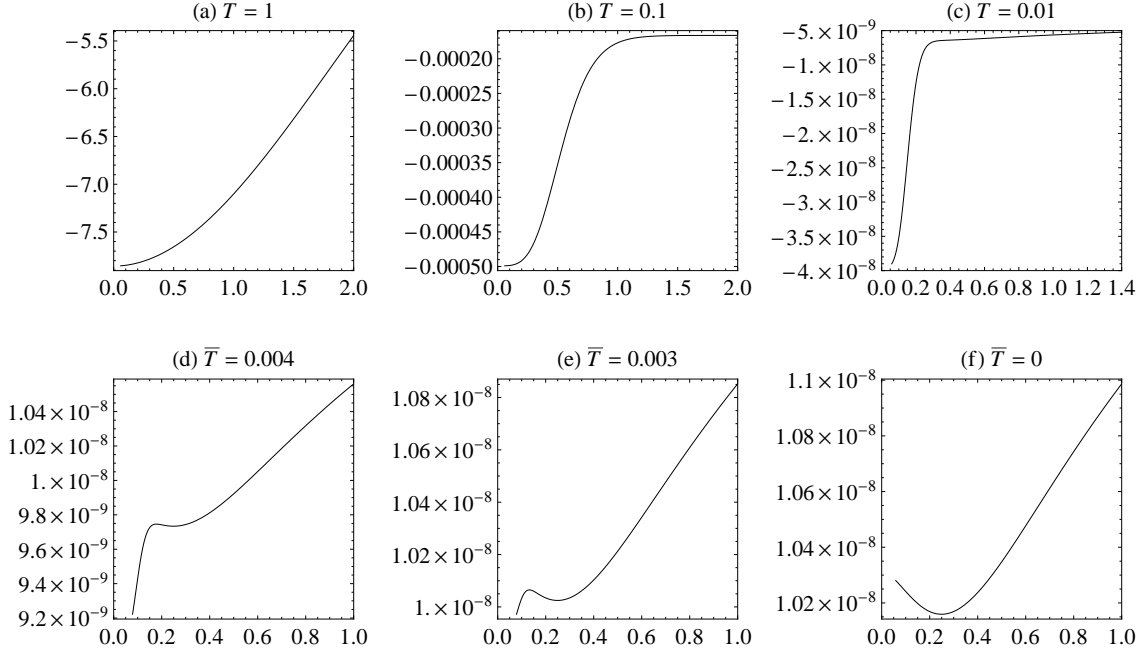 (a) T = 1
−5.5
−6.0
−6.5
−7.0
−7.5
0.0 0.5 1.0 1.5 2.0
(b) T = 0.1
−0.00020
−0.00025
−0.00030
−0.00035
−0.00040
−0.00045
−0.00050
0.0 0.5 1.0 1.5 2.0
(c) T = 0.01
−5. × 10⁻⁹
−1. × 10⁻⁸
−1.5 × 10⁻⁸
−2. × 10⁻⁸
−2.5 × 10⁻⁸
−3. × 10⁻⁸
−3.5 × 10⁻⁸
−4. × 10⁻⁸
0.0 0.2 0.4 0.6 0.8 1.0 1.2 1.4
(d) T̅ = 0.004
1.04 × 10⁻⁸
1.02 × 10⁻⁸
1. × 10⁻⁸
9.8 × 10⁻⁹
9.6 × 10⁻⁹
9.4 × 10⁻⁹
9.2 × 10⁻⁹
0.0 0.2 0.4 0.6 0.8 1.0
(e) T̅ = 0.003
1.08 × 10⁻⁸
1.06 × 10⁻⁸
1.04 × 10⁻⁸
1.02 × 10⁻⁸
1. × 10⁻⁸
0.0 0.2 0.4 0.6 0.8 1.0
(f) T̅ = 0
1.1 × 10⁻⁸
1.08 × 10⁻⁸
1.06 × 10⁻⁸
1.04 × 10⁻⁸
1.02 × 10⁻⁸
0.0 0.2 0.4 0.6 0.8 1.0